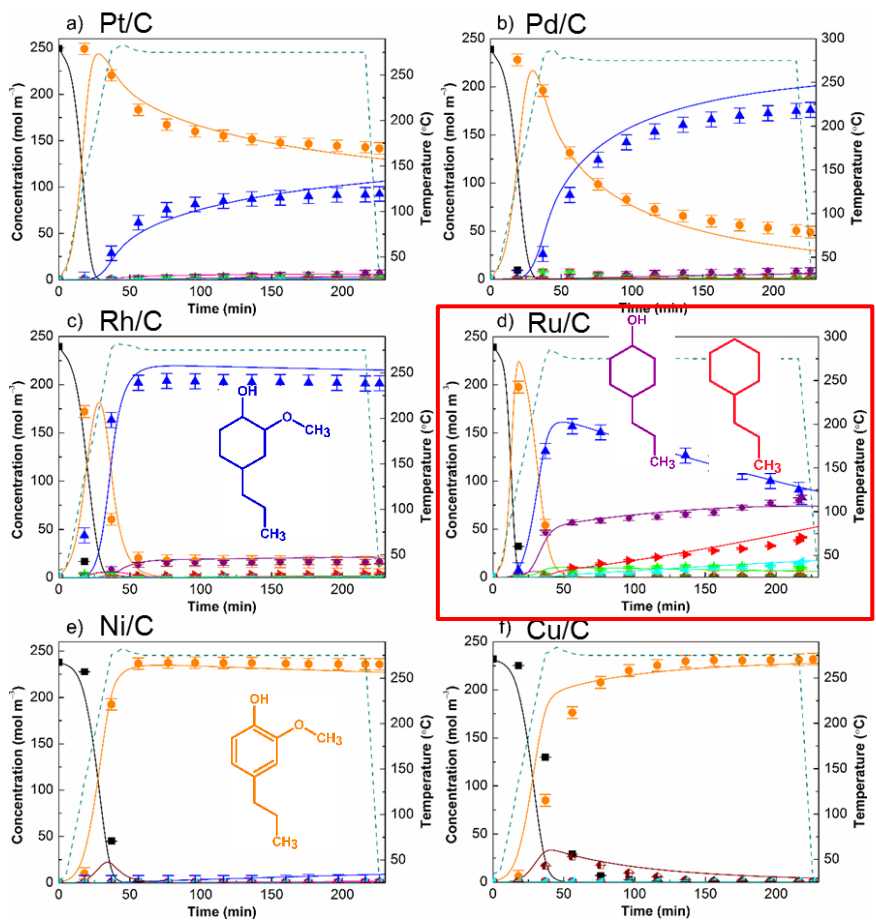 a) Pt/C
Concentration (mol m⁻³)
250
200
150
100
50
0
0 50 100 150 200
Time (min)
250
200
150
100
50
Temperature (°C)
b) Pd/C
Concentration (mol m⁻³)
250
200
150
100
50
0
0 50 100 150 200
Time (min)
300
250
200
150
100
50
Temperature (°C)
c) Rh/C
Concentration (mol m⁻³)
250
200
150
100
50
0
OH
O
CH3
CH3
0 50 100 150 200
Time (min)
250
200
150
100
50
Temperature (°C)
d) Ru/C
Concentration (mol m⁻³)
250
200
150
100
50
0
OH
CH3
CH3
0 50 100 150 200
Time (min)
300
250
200
150
100
50
Temperature (°C)
e) Ni/C
Concentration (mol m⁻³)
250
200
150
100
50
0
OH
O
CH3
CH3
0 50 100 150 200
Time (min)
250
200
150
100
50
Temperature (°C)
f) Cu/C
Concentration (mol m⁻³)
250
200
150
100
50
0
0 50 100 150 200
Time (min)
250
200
150
100
50
Temperature (°C)